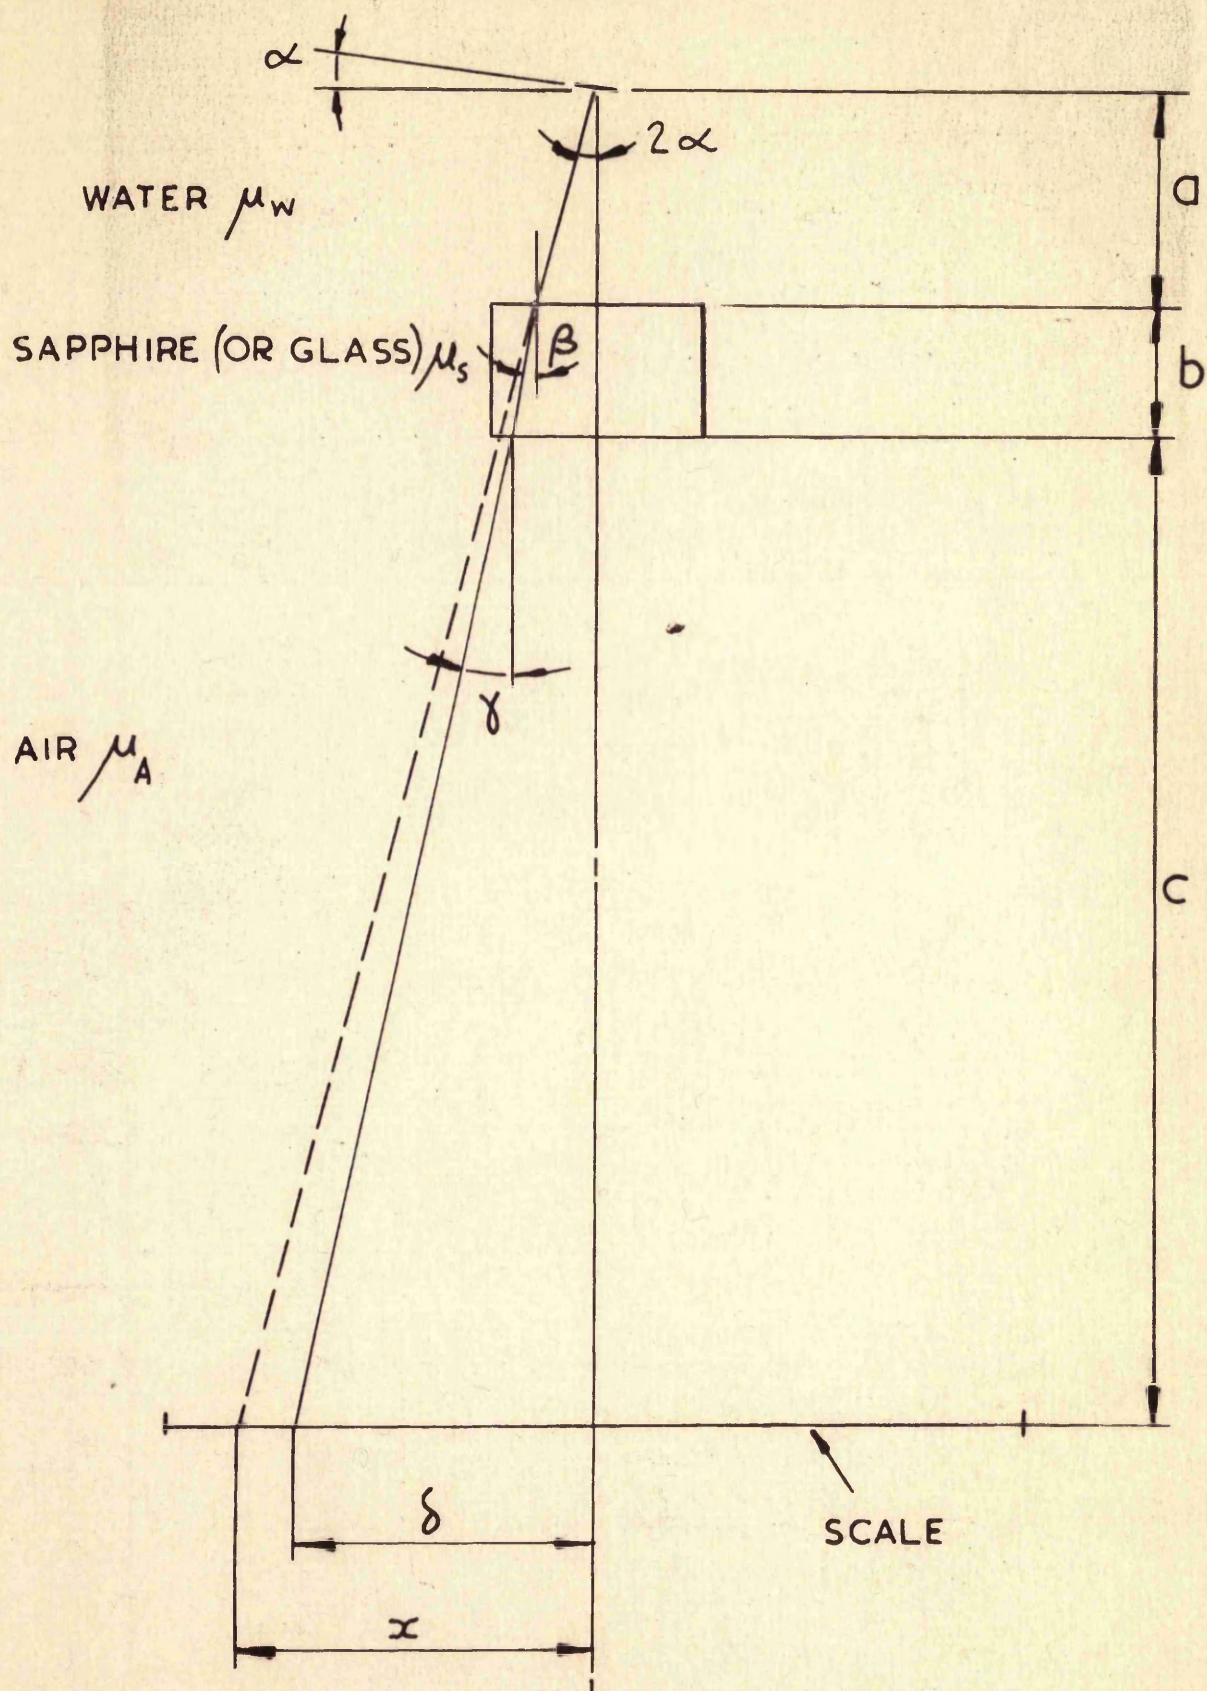 α
2α
a
WATER μW
SAPPHIRE (OR GLASS) μS
β
b
γ
AIR μA
C
SCALE
δ
x